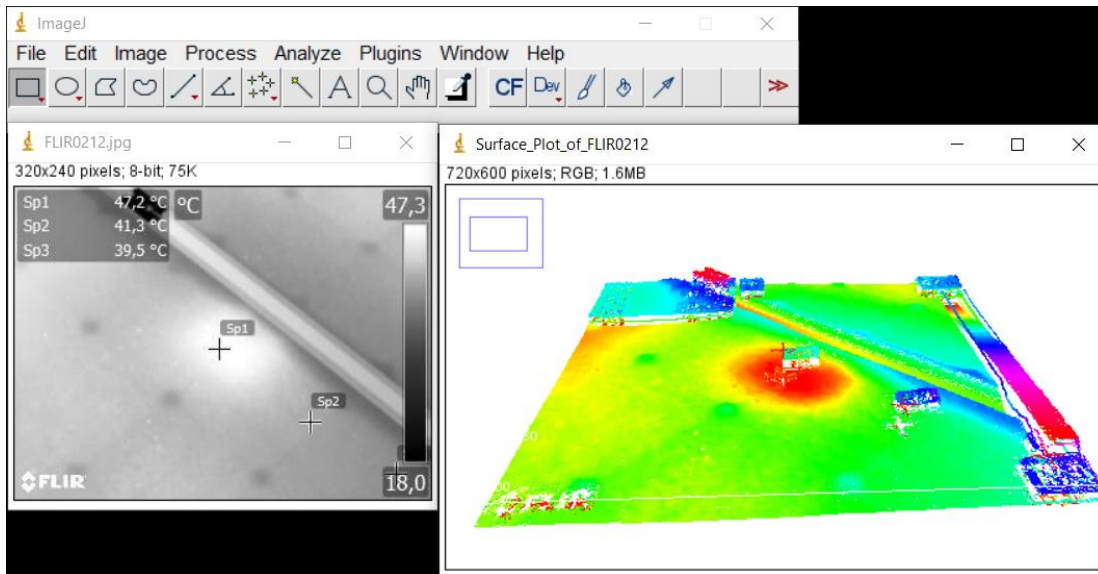 ImageJ
File Edit Image Process Analyze Plugins Window Help
CF Dev
FLIR0212.jpg
320x240 pixels; 8-bit; 75K
Sp1 47,2 °C °C 47,3
Sp2 41,3 °C
Sp3 39,5 °C
Sp1
Sp2
FLIR 18,0
Surface_Plot_of_FLIR0212
720x600 pixels; RGB; 1.6MB